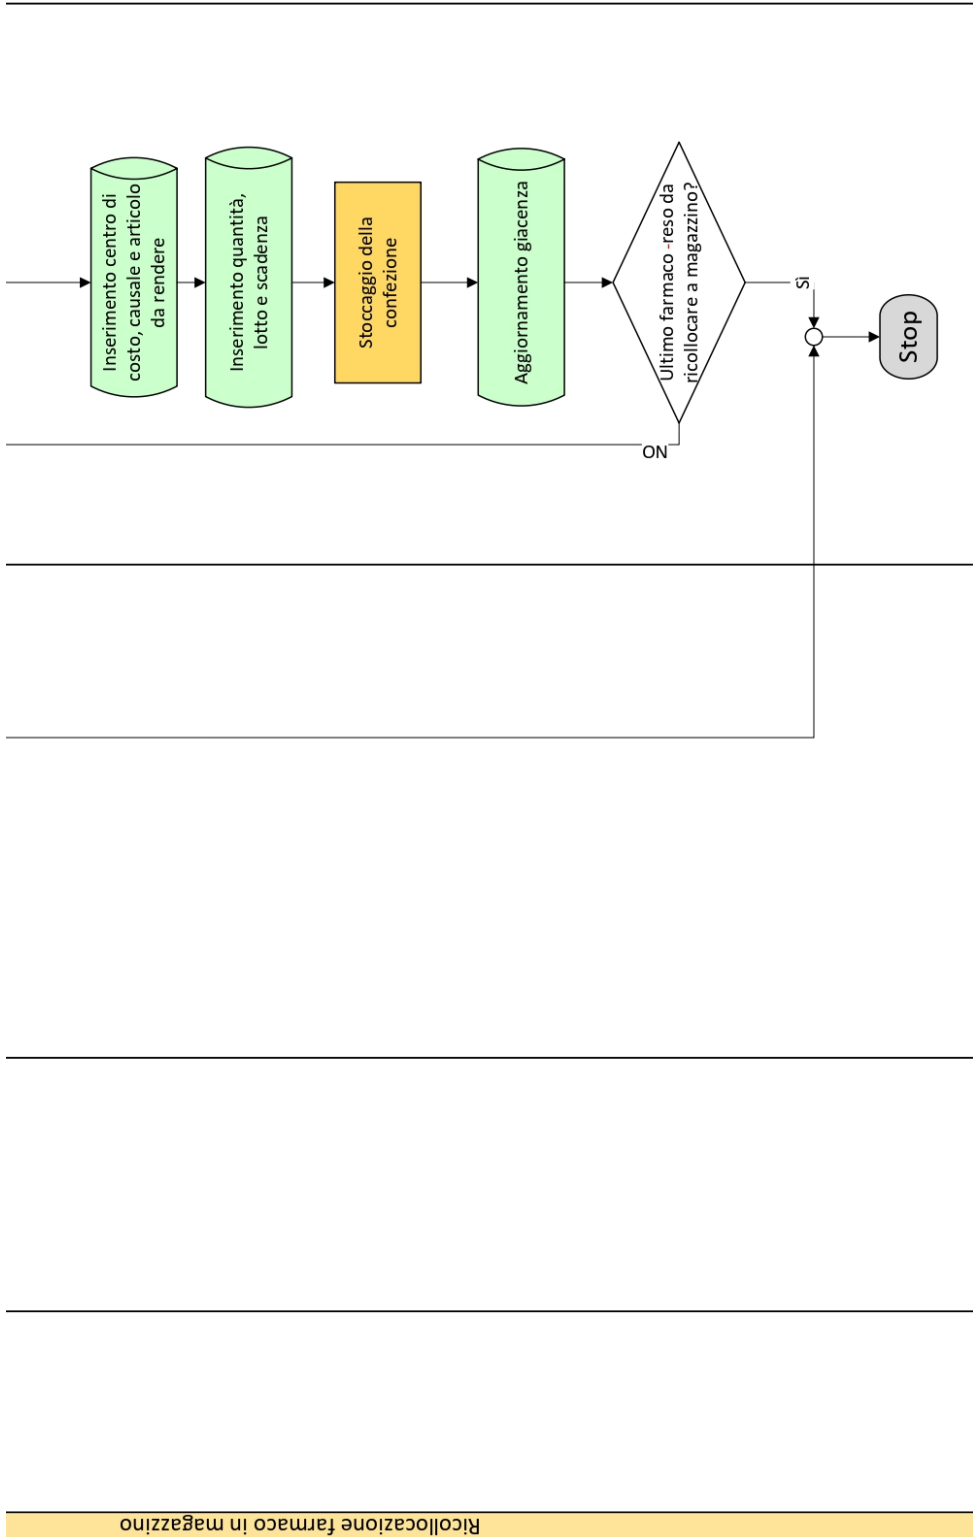 Inserimento centro di
costo, causale e articolo
da rendere
Inserimento quantità,
lotto e scadenza
Stoccaggio della
confezione
Aggiornamento giacenza
Ultimo farmaco -reso da
ricollocare a magazzino?
NO
Sì
Stop
Ricollocazione farmaco in magazzino